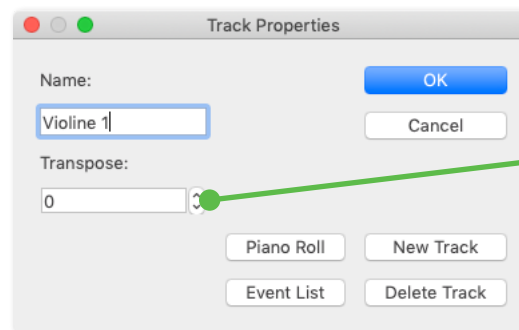 Track Properties
Name:
OK
Violine 1
Cancel
Transpose:
0
Piano Roll
New Track
Event List
Delete Track